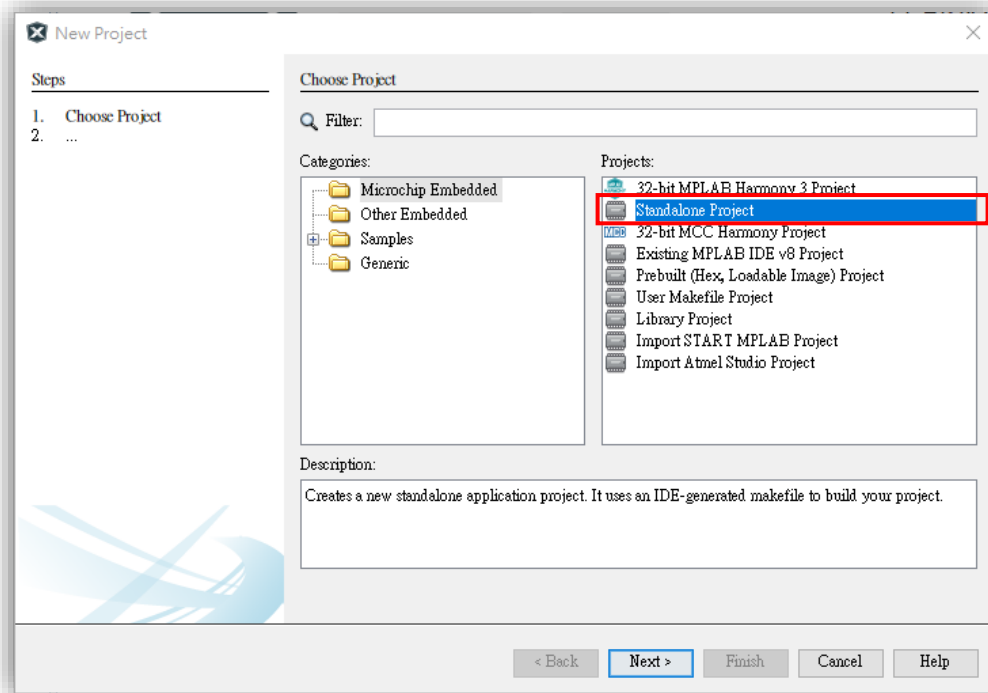 New Project
Steps
1. Choose Project
2. ...
Choose Project
Filter:
Categories:
Microchip Embedded
Other Embedded
Samples
Generic
Projects:
32-bit MPLAB Harmony 3 Project
Standalone Project
32-bit MCC Harmony Project
Existing MPLAB IDE v8 Project
Prebuilt (Hex, Loadable Image) Project
User Makefile Project
Library Project
Import START MPLAB Project
Import Atmel Studio Project
Description:
Creates a new standalone application project. It uses an IDE-generated makefile to build your project.
< Back
Next >
Finish
Cancel
Help